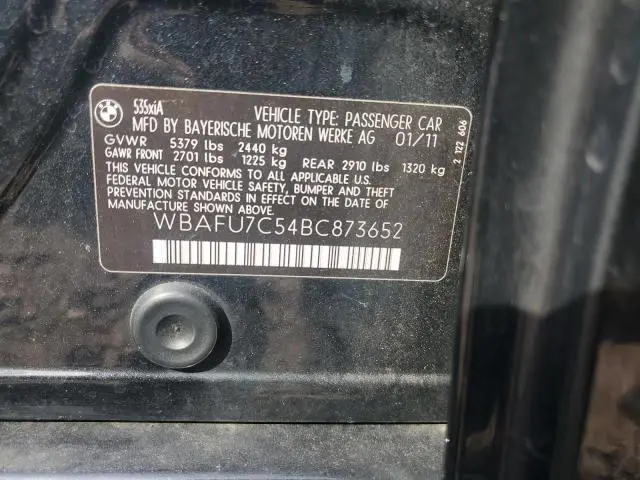 BMW
535xiA
VEHICLE TYPE: PASSENGER CAR
MFD BY BAYERISCHE MOTOREN WERKE AG 01/11
GVWR 5379 lbs 2440 kg
GAWR FRONT 2701 lbs 1225 kg REAR 2910 lbs 1320 kg
THIS VEHICLE CONFORMS TO ALL APPLICABLE U.S.
FEDERAL MOTOR VEHICLE SAFETY, BUMPER AND THEFT
PREVENTION STANDARDS IN EFFECT ON THE DATE OF
MANUFACTURE SHOWN ABOVE.
WBAFU7C54BC873652
2 122 606